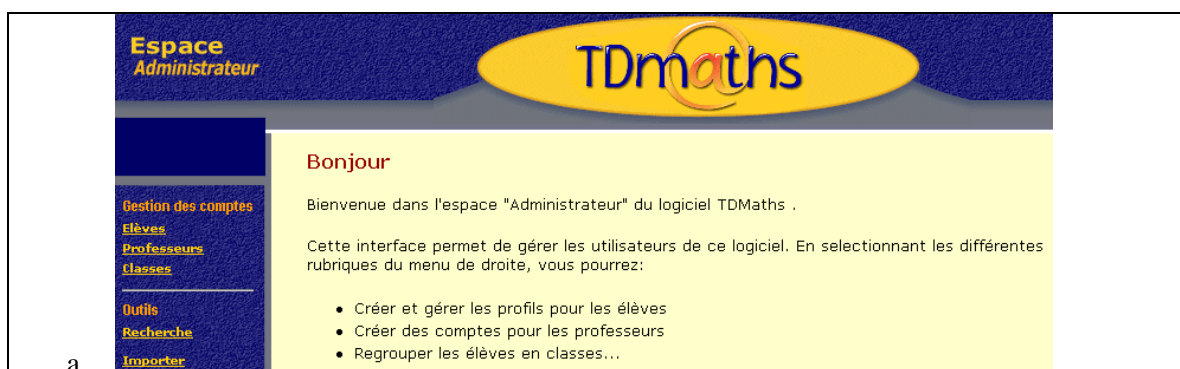 Espace
Administrateur
TDmaths
Bonjour
Bienvenue dans l'espace "Administrateur" du logiciel TDMaths .
Cette interface permet de gérer les utilisateurs de ce logiciel. En selectionnant les différentes
rubriques du menu de droite, vous pourrez:
• Créer et gérer les profils pour les élèves
• Créer des comptes pour les professeurs
• Regrouper les élèves en classes...
Gestion des comptes
Elèves
Professeurs
Classes
Outils
Recherche
Importer
a